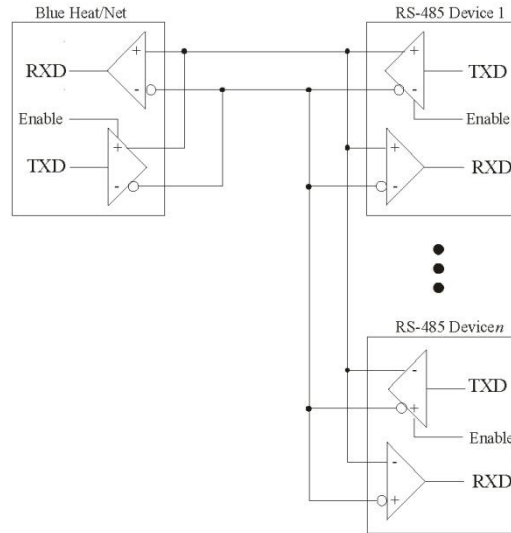 Blue Heat/Net
RXD
+
-
Enable
TXD
+
-
RS-485 Device 1
+
TXD
-
Enable
+
RXD
-
RS-485 Devicen
-
TXD
+
Enable
-
RXD
+